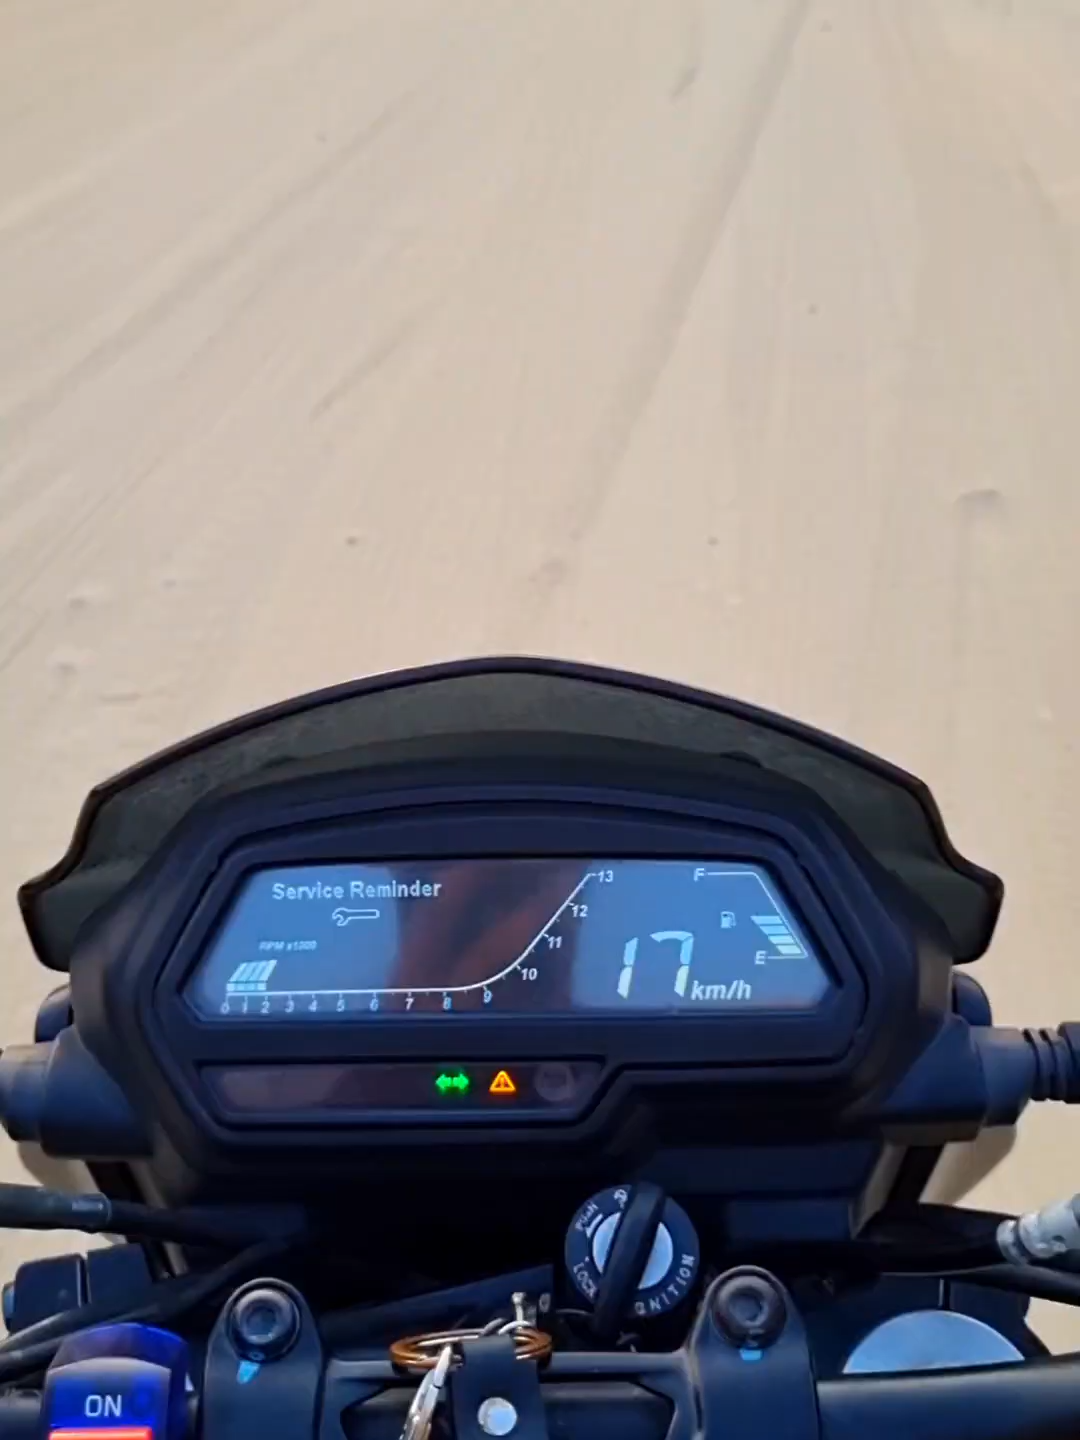 Service Reminder
RPM x1000
0 1 2 3 4 5 6 7 8 9 10 11 12 13
F
E
17 km/h
PUSH
LOCK
IGNITION
ON